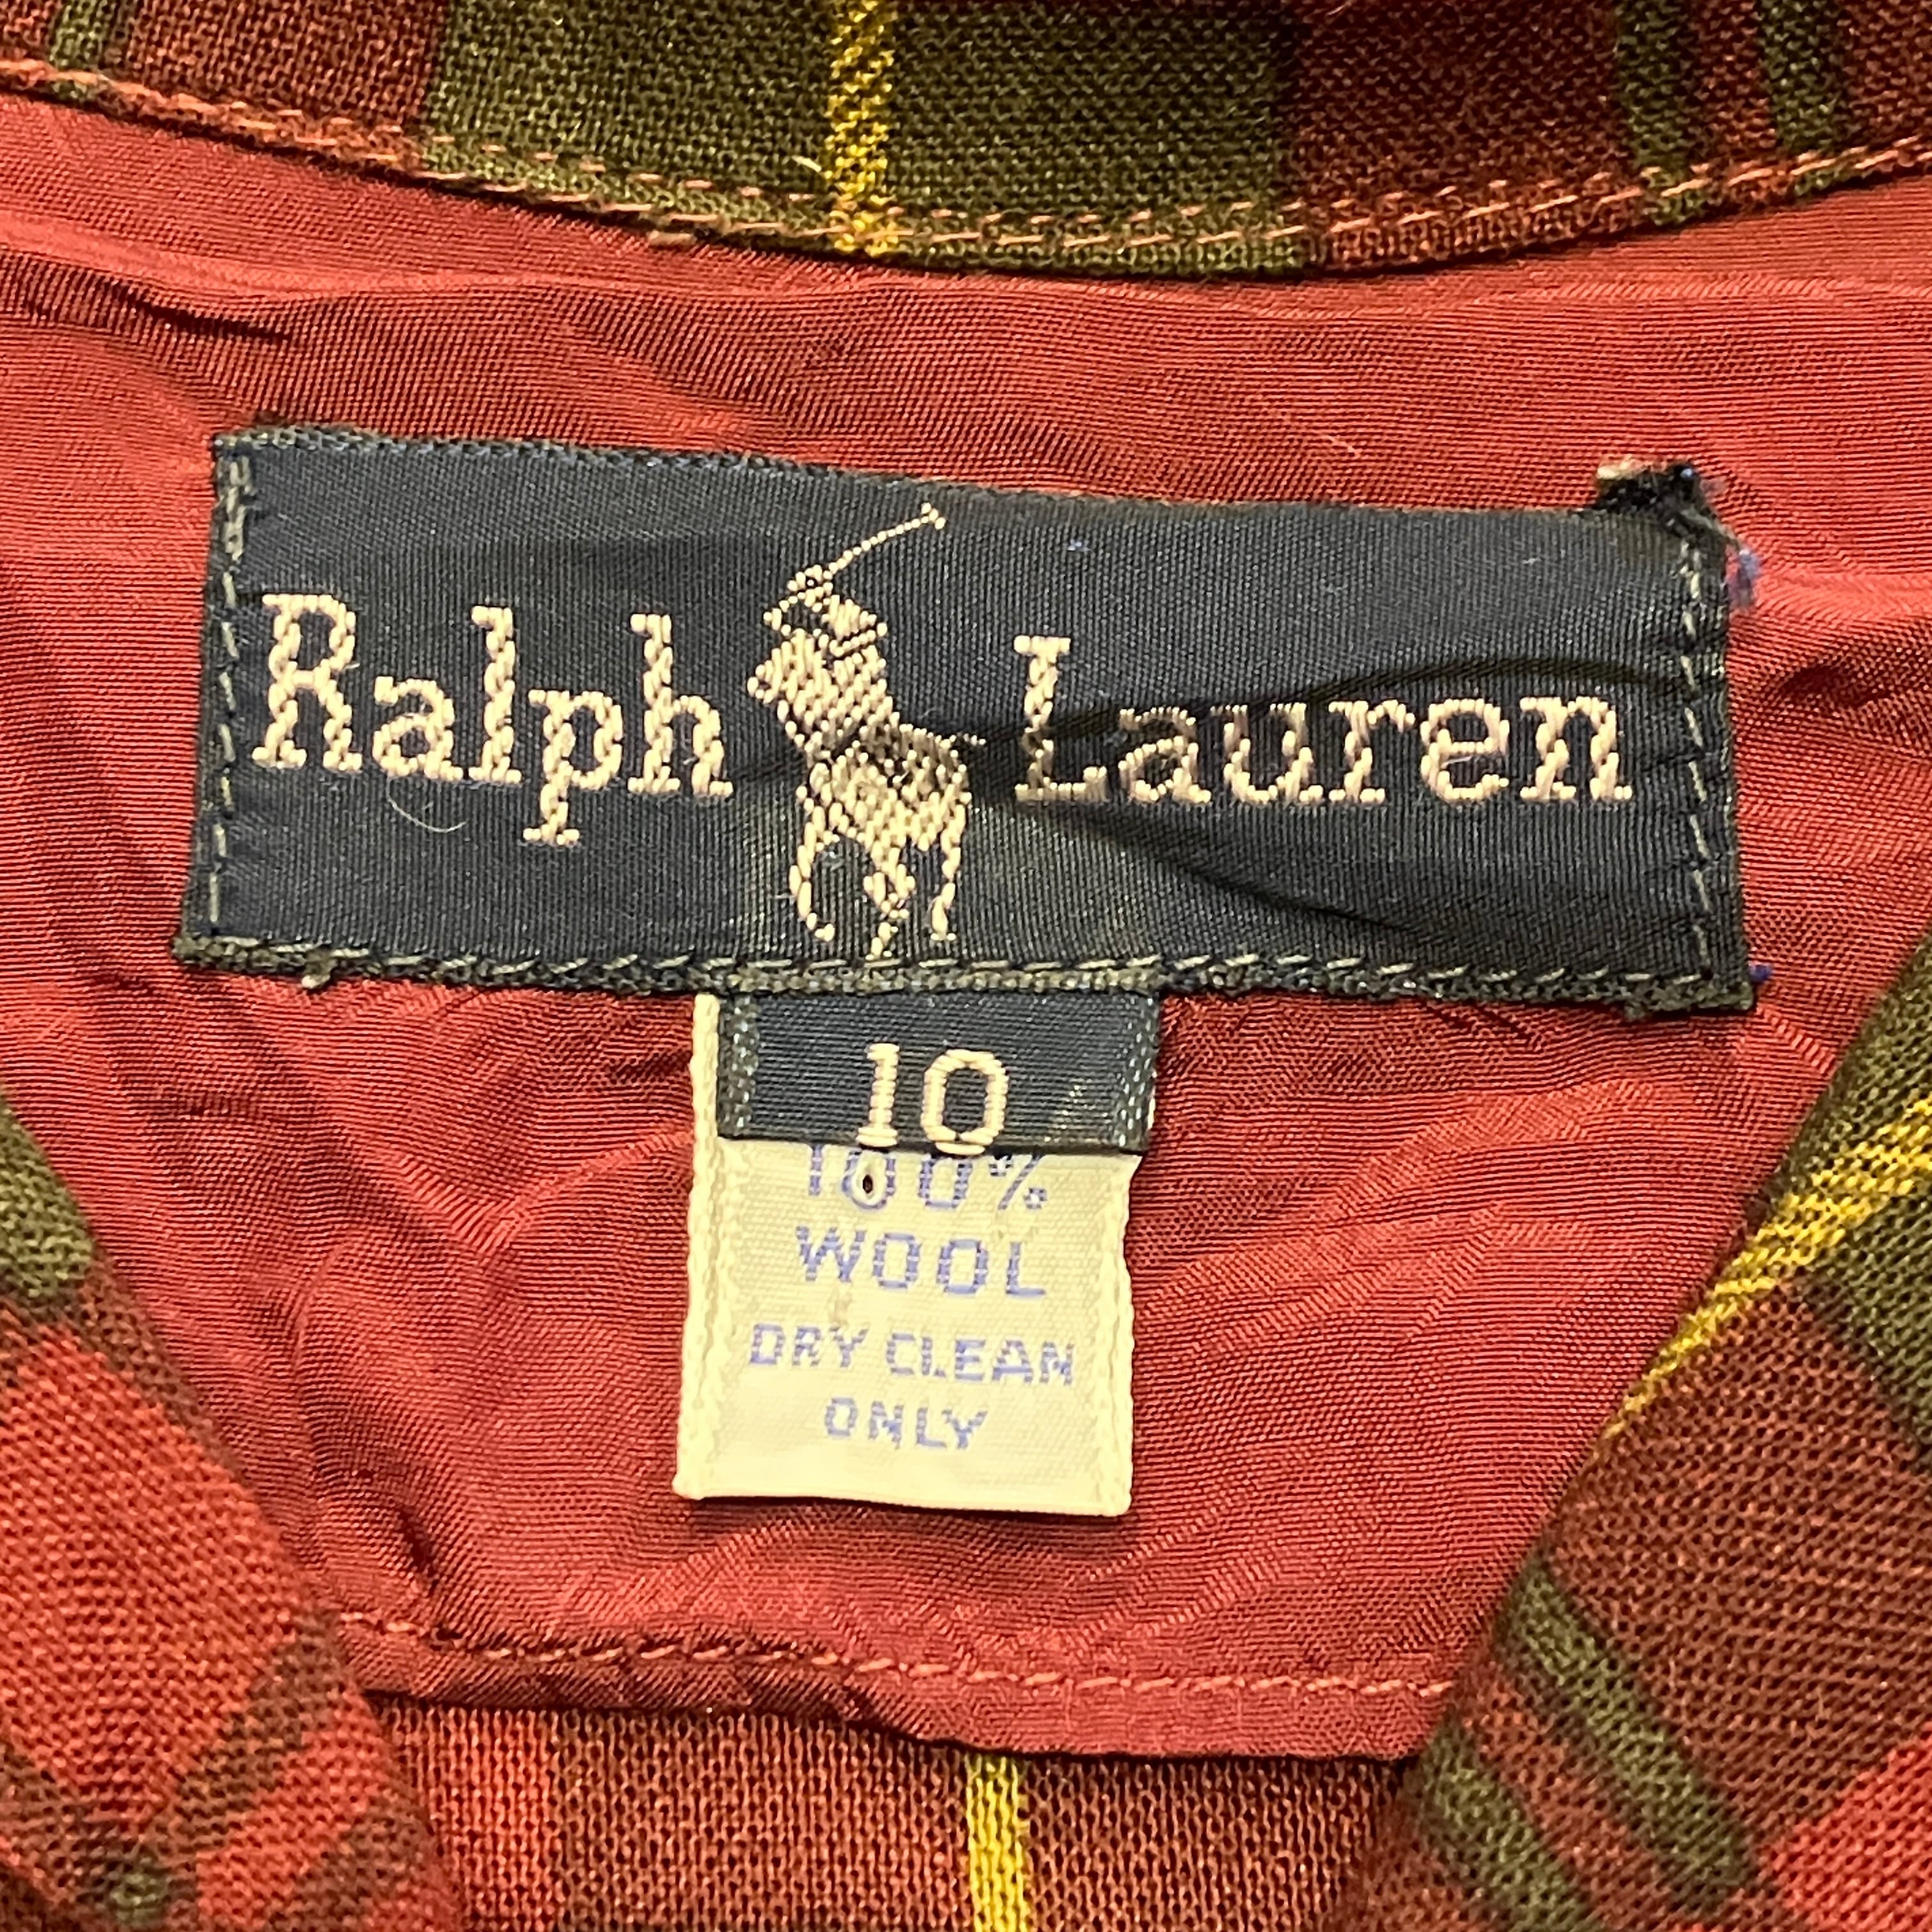 Ralph Lauren
10
100%
WOOL
DRY CLEAN
ONLY